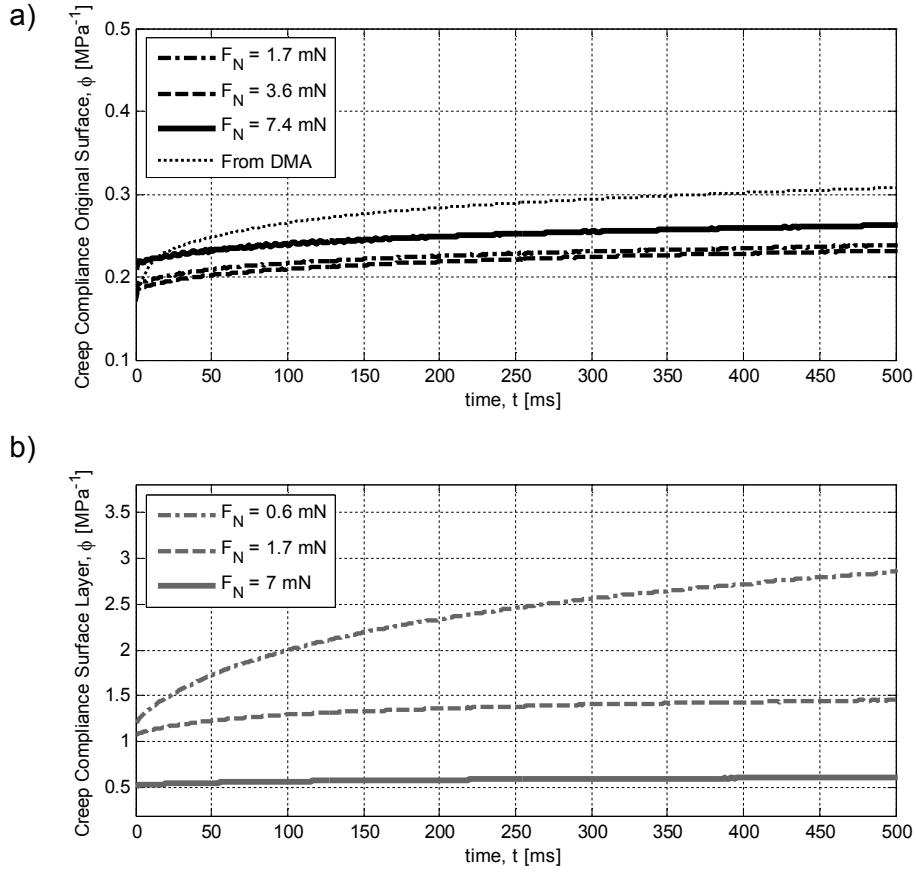 a)
Creep Compliance Original Surface, ϕ [MPa⁻¹]
0.5
0.4
0.3
0.2
0.1
F_N = 1.7 mN
F_N = 3.6 mN
F_N = 7.4 mN
From DMA
0 50 100 150 200 250 300 350 400 450 500
time, t [ms]
b)
Creep Compliance Surface Layer, ϕ [MPa⁻¹]
3.5
3
2.5
2
1.5
1
0.5
F_N = 0.6 mN
F_N = 1.7 mN
F_N = 7 mN
0 50 100 150 200 250 300 350 400 450 500
time, t [ms]